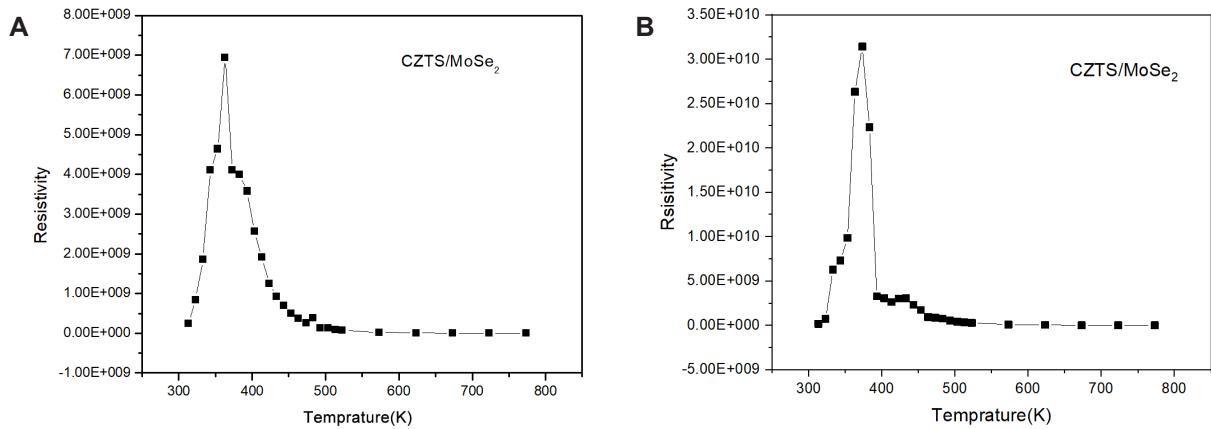 A
8.00E+009
7.00E+009
6.00E+009
5.00E+009
4.00E+009
3.00E+009
2.00E+009
1.00E+009
0.00E+000
-1.00E+009
Resistivity
CZTS/MoSe₂
300 400 500 600 700 800
Temprature(K)
B
3.50E+010
3.00E+010
2.50E+010
2.00E+010
1.50E+010
1.00E+010
5.00E+009
0.00E+000
-5.00E+009
Rsisitivity
CZTS/MoSe₂
300 400 500 600 700 800
Temprature(K)